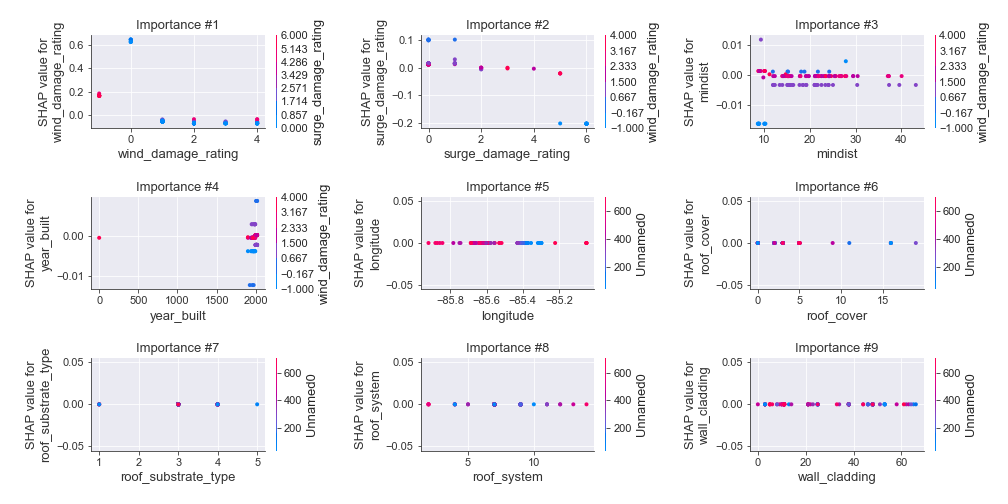 Importance #1
SHAP value for
wind_damage_rating
0.6
0.4
0.2
0.0
0
2
4
wind_damage_rating
6.000
5.143
4.286
3.429
2.571
1.714
0.857
0.000
surge_damage_rating
Importance #2
SHAP value for
surge_damage_rating
0.1
0.0
−0.1
−0.2
0
2
4
6
surge_damage_rating
4.000
3.167
2.333
1.500
0.667
−0.167
−1.000
wind_damage_rating
Importance #3
SHAP value for
mindist
0.01
0.00
−0.01
10
20
30
40
mindist
4.000
3.167
2.333
1.500
0.667
−0.167
−1.000
wind_damage_rating
Importance #4
SHAP value for
year_built
0.00
−0.01
0
500
1000
1500
2000
year_built
4.000
3.167
2.333
1.500
0.667
−0.167
−1.000
wind_damage_rating
Importance #5
SHAP value for
longitude
0.05
0.00
−0.05
−85.8
−85.6
−85.4
−85.2
longitude
600
400
200
Unnamed0
Importance #6
SHAP value for
roof_cover
0.05
0.00
−0.05
0
5
10
15
roof_cover
600
400
200
Unnamed0
Importance #7
SHAP value for
roof_substrate_type
0.05
0.00
−0.05
1
2
3
4
5
roof_substrate_type
600
400
200
Unnamed0
Importance #8
SHAP value for
roof_system
0.05
0.00
−0.05
5
10
roof_system
600
400
200
Unnamed0
Importance #9
SHAP value for
wall_cladding
0.05
0.00
−0.05
0
20
40
60
wall_cladding
600
400
200
Unnamed0